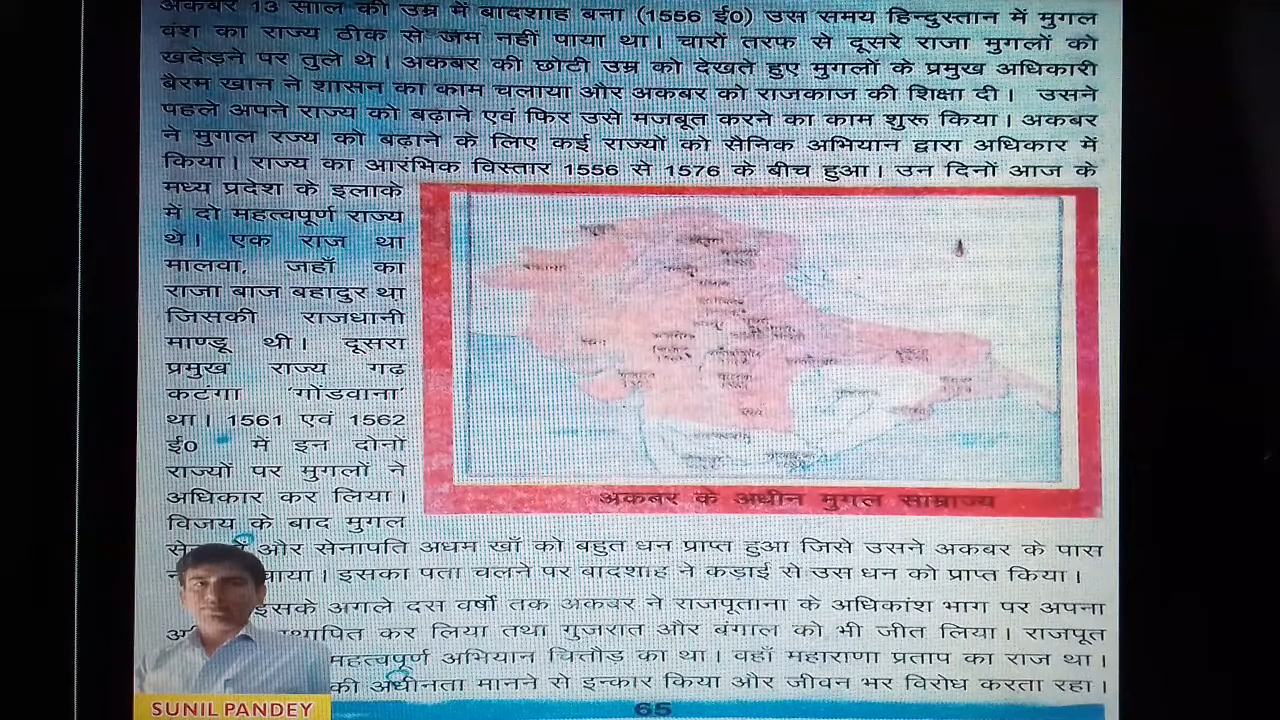 अकबर 13 साल की उम्र में बादशाह बना (1556 ई0) उस समय हिन्दुस्तान में मुगल
वंश का राज्य ठीक से जम नहीं पाया था। चारों तरफ से दूसरे राजा मुगलों को
खदेड़ने पर तुले थे। अकबर की छोटी उम्र को देखते हुए मुगलों के प्रमुख अधिकारी
बैरम खान ने शासन का काम चलाया और अकबर को राजकाज की शिक्षा दी। उसने
पहले अपने राज्य को बढ़ाने एवं फिर उसे मजबूत करने का काम शुरू किया। अकबर
ने मुगल रज्य को बढ़ाने के लिए कई राज्यों को सैनिक अभियान द्वारा अधिकार में
किया। राज्य का आरंभिक विस्तार 1556 से 1576 के बीच हुआ। उन दिनों आज के
मध्य प्रदेश के इलाके
में दो महत्वपूर्ण राज्य
थे। एक राज था
मालवा, जहाँ का
राजा बाज बहादुर था
जिसकी राजधानी
माण्डू थी। दूसरा
प्रमुख राज्य गढ़
कटंगा 'गोंडवाना'
था। 1561 एवं 1562
ई0 में इन दोनों
राज्यों पर मुगलों ने
अधिकार कर लिया।
विजय के बाद मुगल
अकबर के अधीन मुगल साम्राज्य
और सेनापति अधम खाँ को बहुत धन प्राप्त हुआ जिसे उसने अकबर के पास
इसका पता चलने पर बादशाह ने कड़ाई से उस धन को प्राप्त किया।
इसके अगले दस वर्षों तक अकबर ने राजपूताना के अधिकांश भाग पर अपना
कर लिया तथा गुजरात और बंगाल को भी जीत लिया। राजपूत
महत्वपूर्ण अभियान चित्तौड़ का था। वहाँ महाराणा प्रताप का राज था।
की अधीनता मानने से इन्कार किया और जीवन भर विरोध करता रहा।
65
SUNIL PANDEY